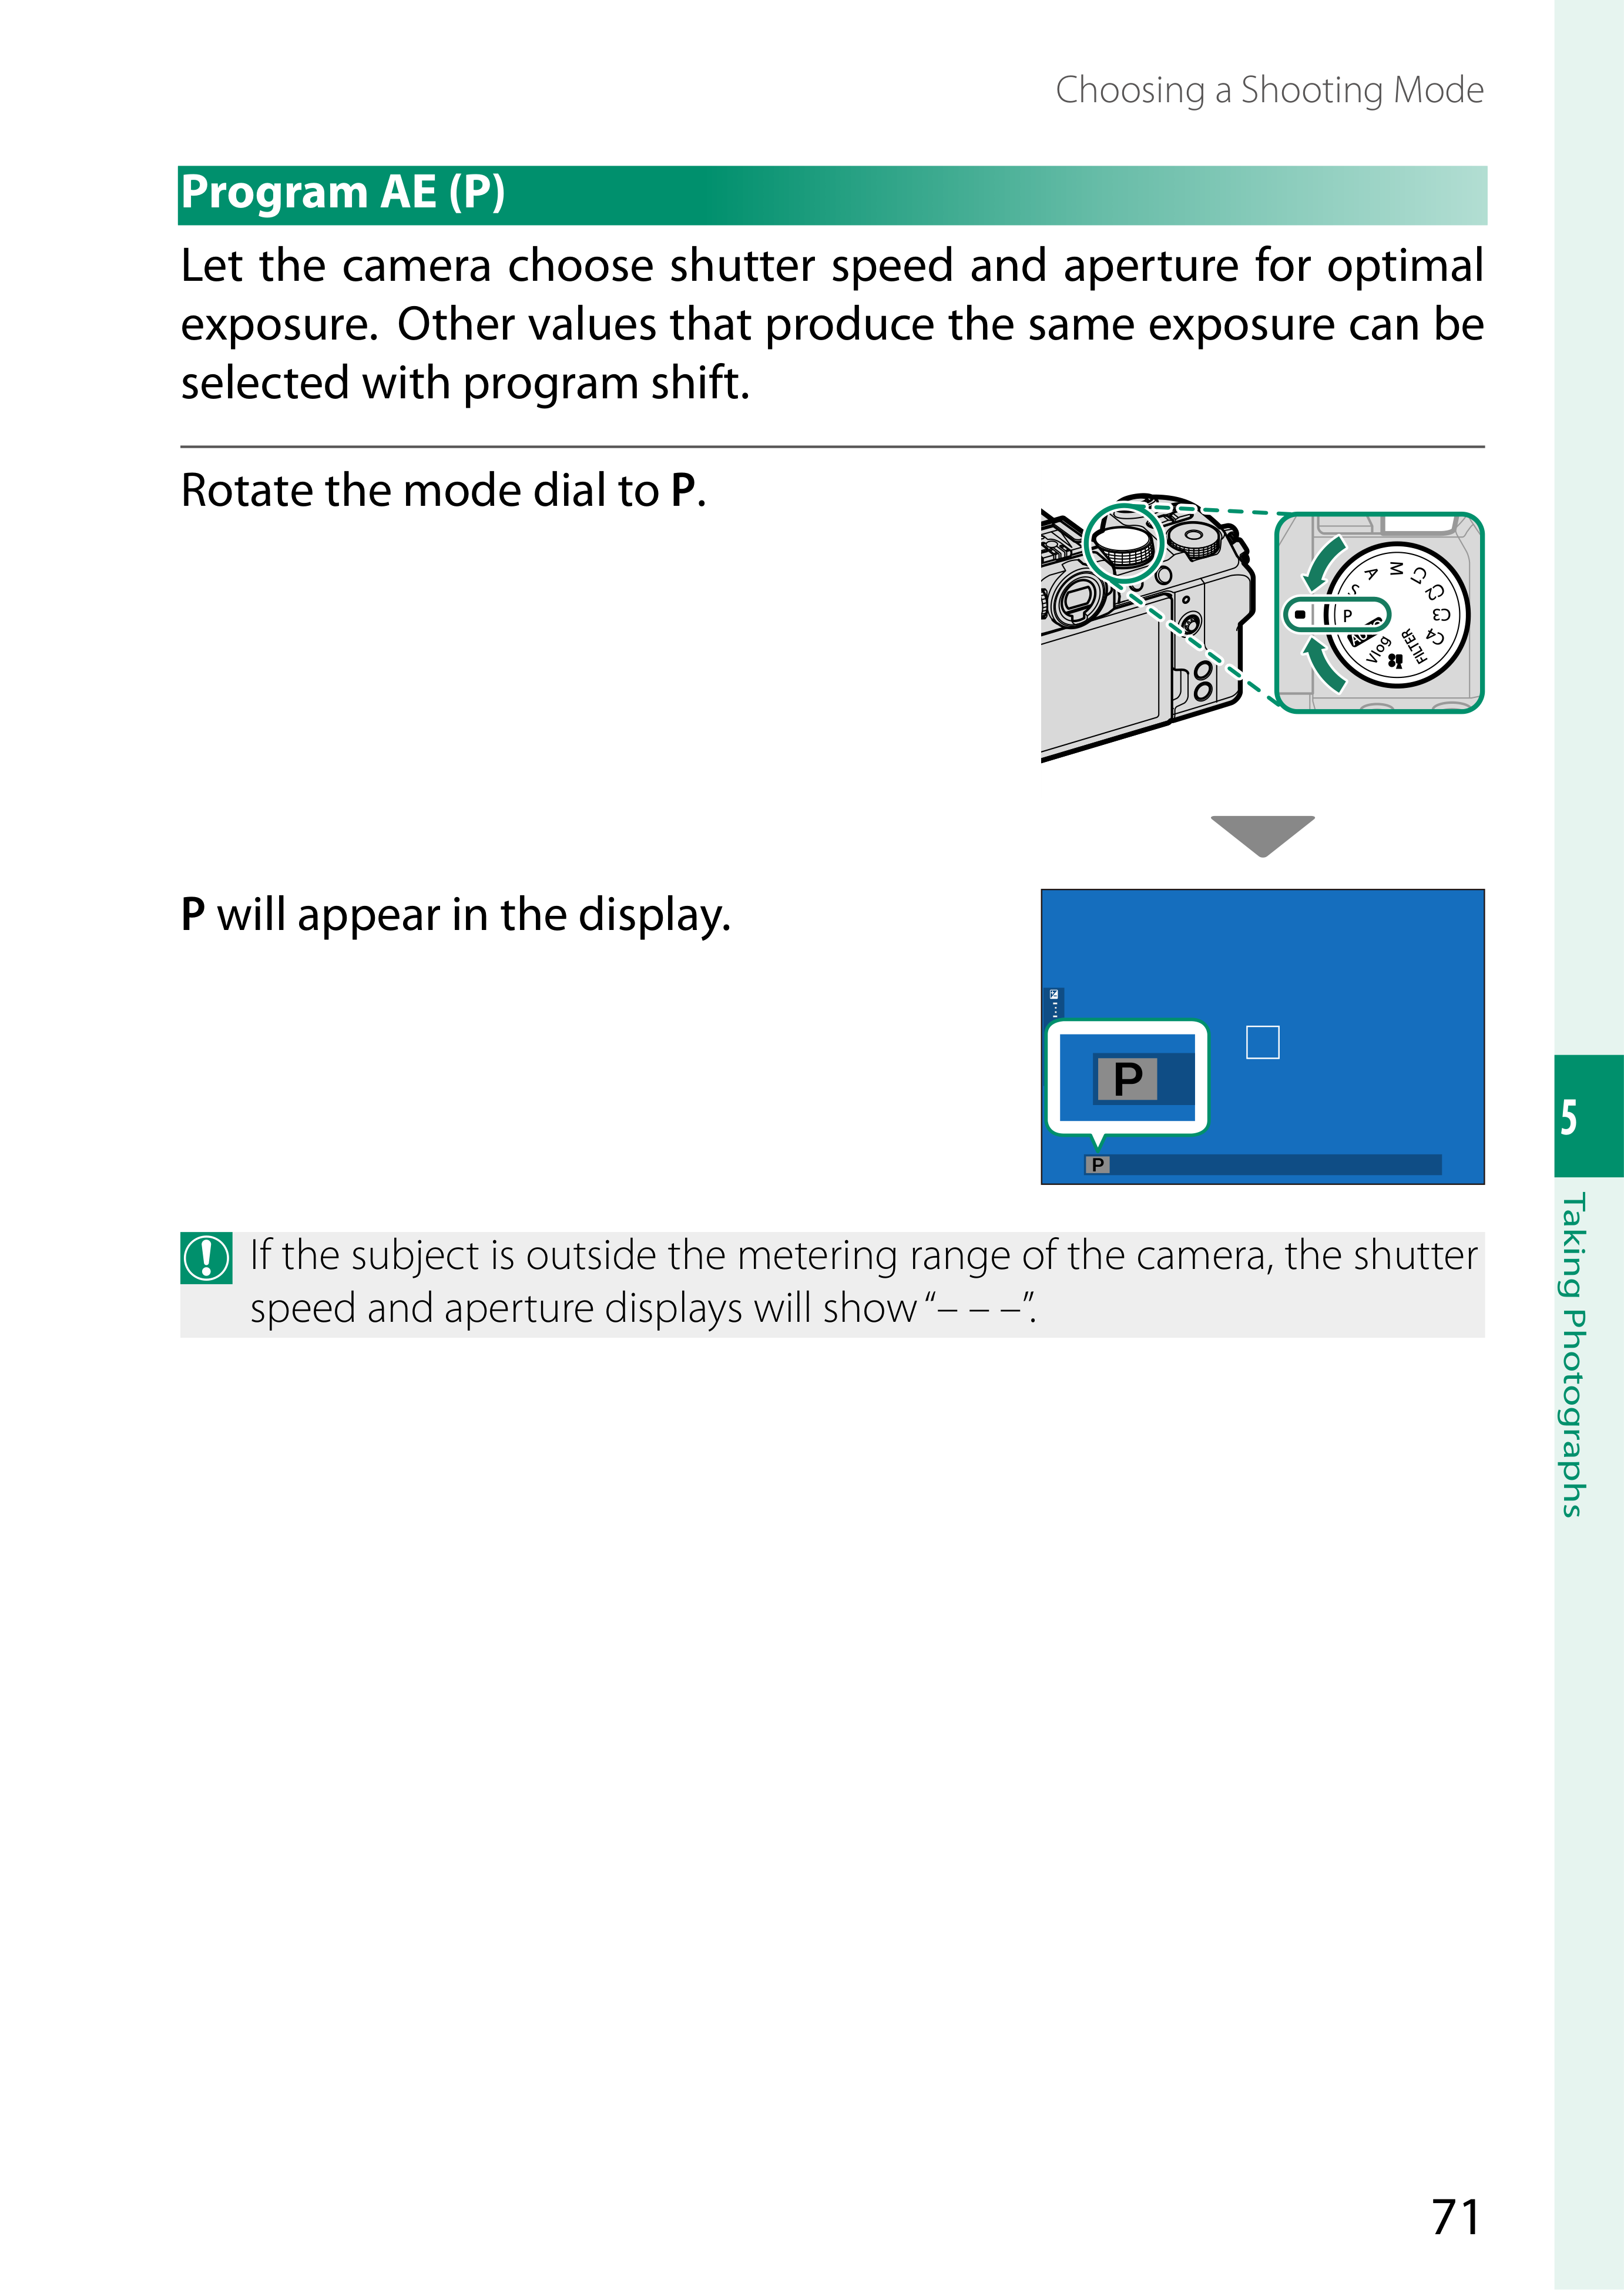 Choosing a Shooting Mode
Program AE (P)
Let the camera choose shutter speed and aperture for optimal
exposure. Other values that produce the same exposure can be
selected with program shift.
Rotate the mode dial to P.
A
M
C1
C2
C3
C4
FILTER
Vlog
S
P
P will appear in the display.
P
P
If the subject is outside the metering range of the camera, the shutter
speed and aperture displays will show “– – –”.
5
Taking Photographs
71